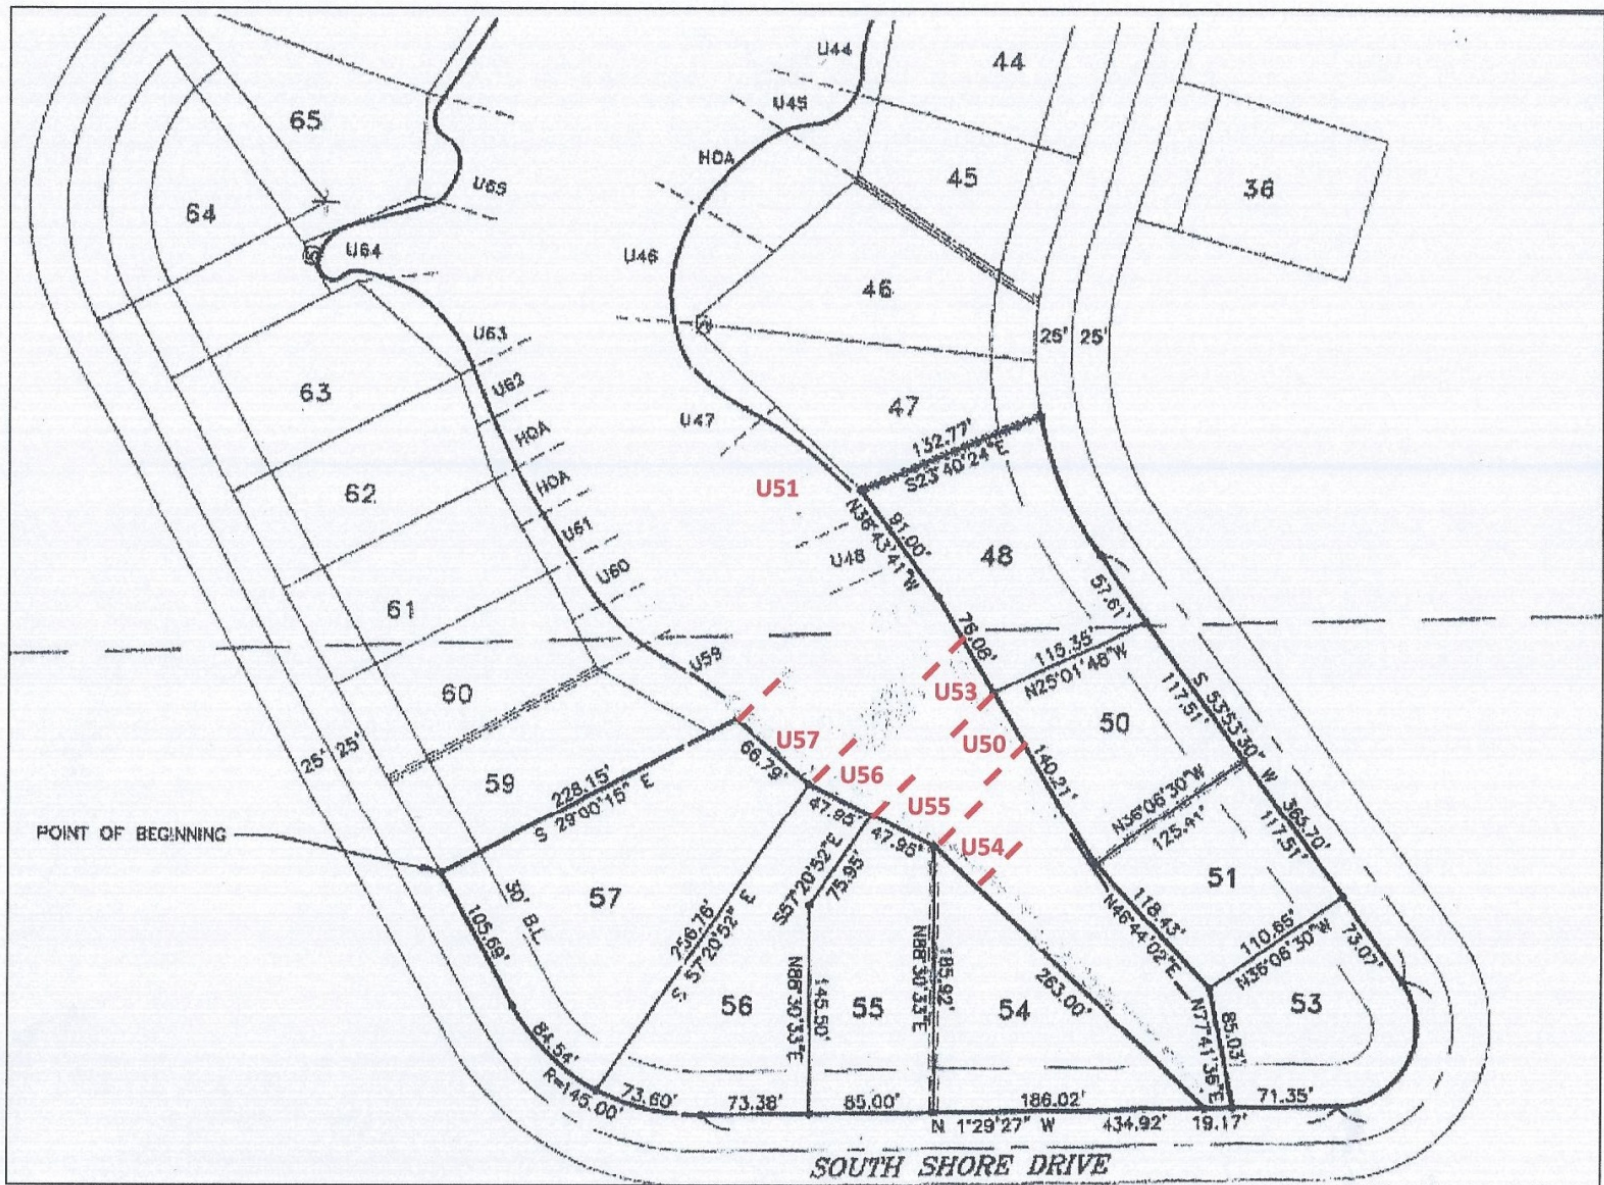 U44
44
U45
65
HOA
45
U65
36
64
U64
U46
46
25' 25'
U63
U62
63
47
U47
HOA
132.77'
S23°40'24"E
U51
62
HOA
91.00'
N38°43'41"W
48
U61
U48
U60
57.61'
61
76.08'
115.35'
N25°01'48"W
U59
U53
S 53°53'30" W
117.51'
60
50
U57
U50
25' 25'
66.79'
140.21'
59
228.15'
S 29°00'15" E
U56
N36°06'30"W
125.41'
47.95'
U55
365.70'
117.51'
POINT OF BEGINNING
47.95'
U54
S57°20'52"E
75.95'
51
30' B.L.
57
118.43'
N46°44'02"E
105.69'
256.76'
S 57°20'52" E
110.65'
N36°06'30"W
73.07'
N88°30'33"E
145.50'
N88°30'33"E
185.92'
263.00'
56
55
54
53
84.54'
R=145.00'
N77°41'36"E
85.03'
73.60'
73.38'
85.00'
186.02'
71.35'
N 1°29'27" W
434.92'
19.17'
SOUTH SHORE DRIVE